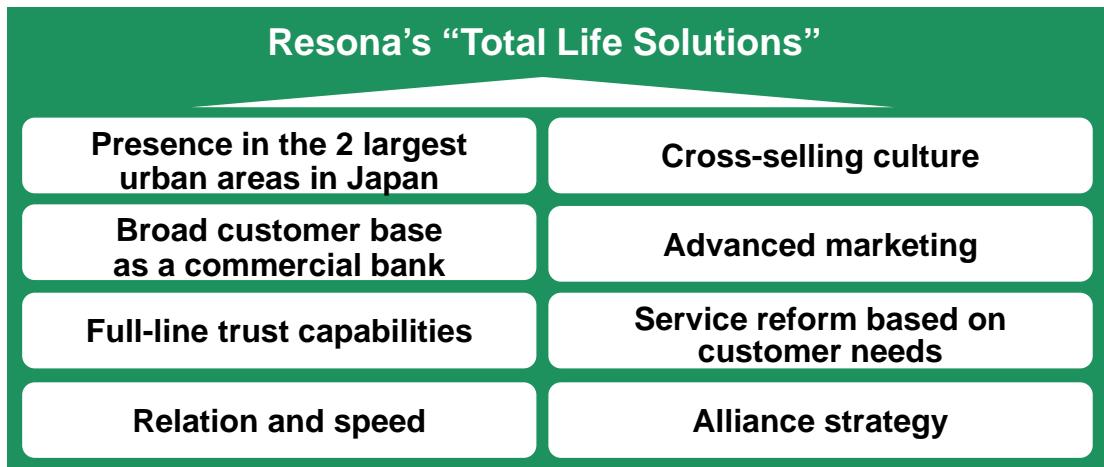 Resona’s “Total Life Solutions”
Presence in the 2 largest
urban areas in Japan
Cross-selling culture
Broad customer base
as a commercial bank
Advanced marketing
Full-line trust capabilities
Service reform based on
customer needs
Relation and speed
Alliance strategy